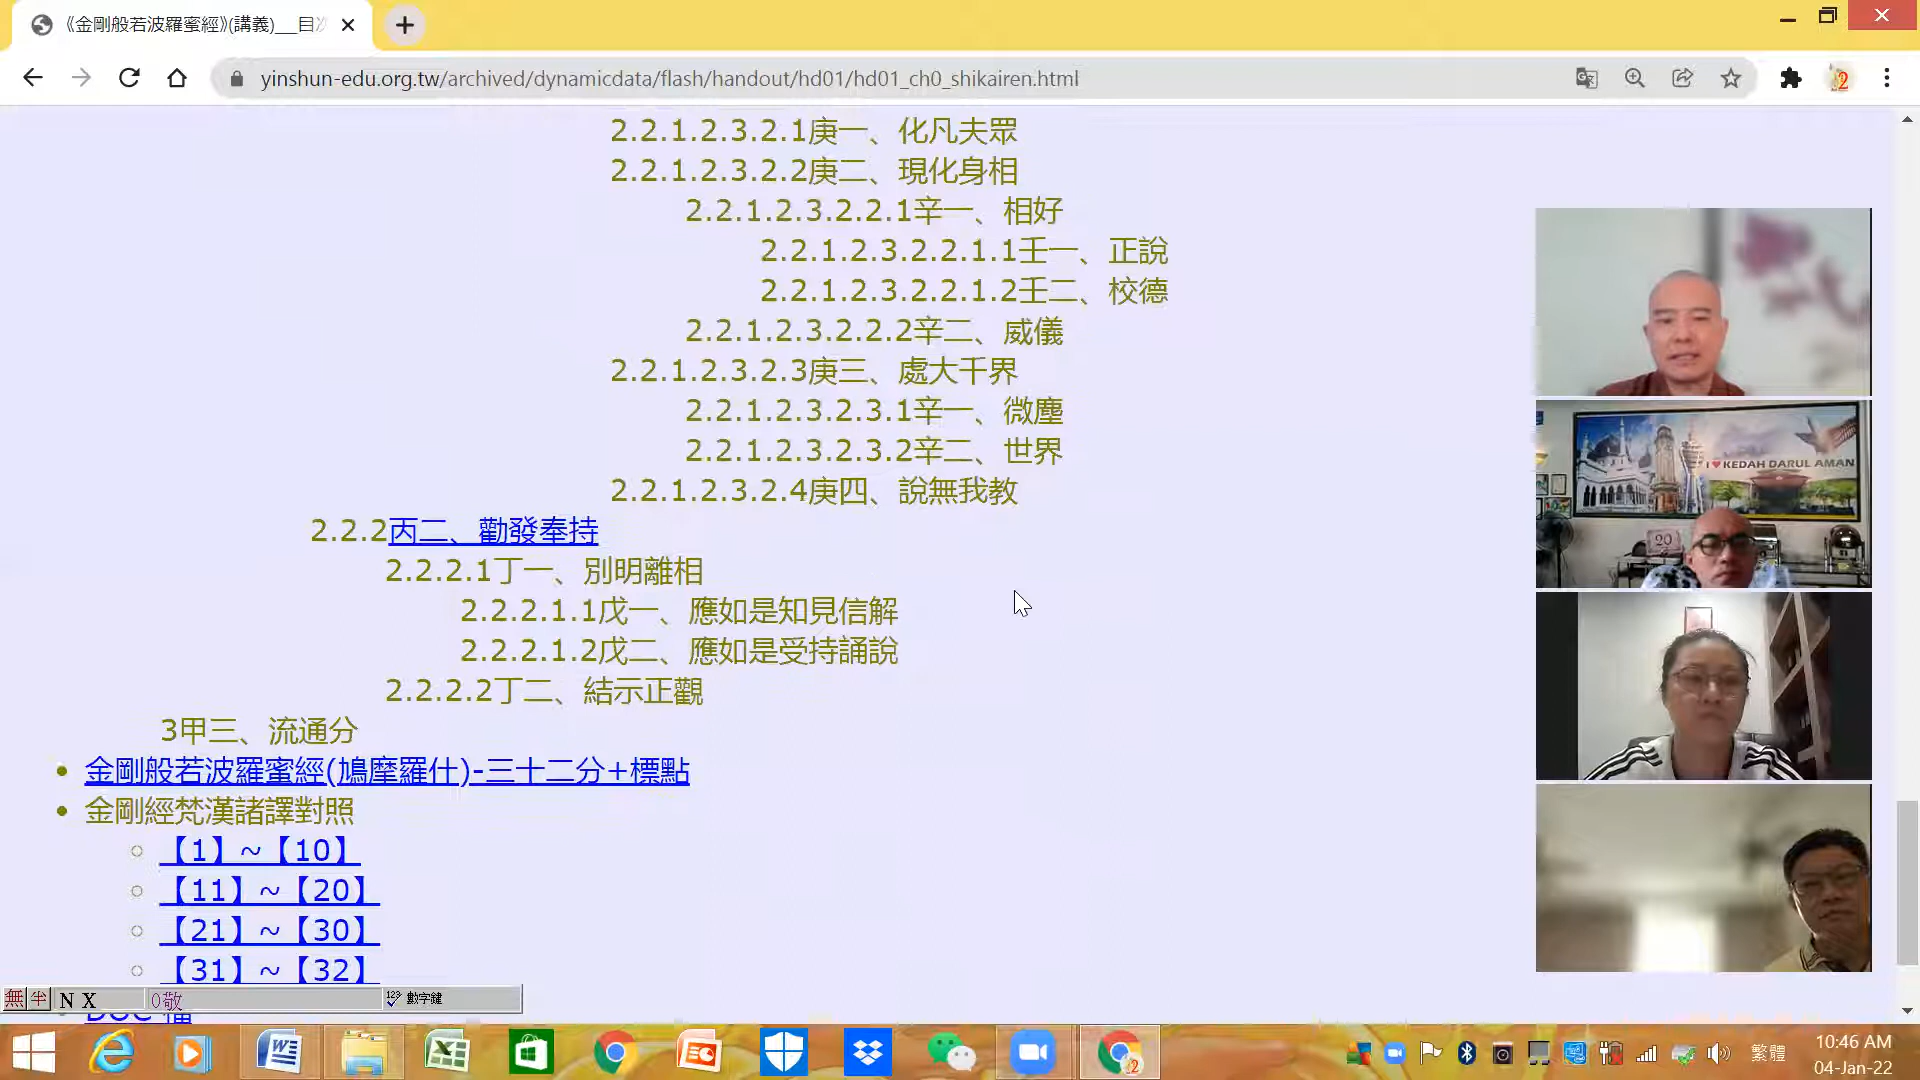 《金剛般若波羅蜜經》(講義)__目次
yinshun-edu.org.tw/archived/dynamicdata/flash/handout/hd01/hd01_ch0_shikairen.html
2.2.1.2.3.2.1庚一、化凡夫眾
2.2.1.2.3.2.2庚二、現化身相
2.2.1.2.3.2.2.1辛一、相好
2.2.1.2.3.2.2.1.1壬一、正說
2.2.1.2.3.2.2.1.2壬二、校德
2.2.1.2.3.2.2.2辛二、威儀
2.2.1.2.3.2.3庚三、處大千界
2.2.1.2.3.2.3.1辛一、微塵
2.2.1.2.3.2.3.2辛二、世界
2.2.1.2.3.2.4庚四、說無我教
2.2.2丙二、勸發奉持
2.2.2.1丁一、別明離相
2.2.2.1.1戊一、應如是知見信解
2.2.2.1.2戊二、應如是受持誦說
2.2.2.2丁二、結示正觀
3甲三、流通分
金剛般若波羅蜜經(鳩摩羅什)-三十二分+標點
金剛經梵漢諸譯對照
【1】~【10】
【11】~【20】
【21】~【30】
【31】~【32】
I ♥ KEDAH DARUL AMAN
20
無 半 N X 0敬 123 數字鍵
繁體
10:46 AM
04-Jan-22